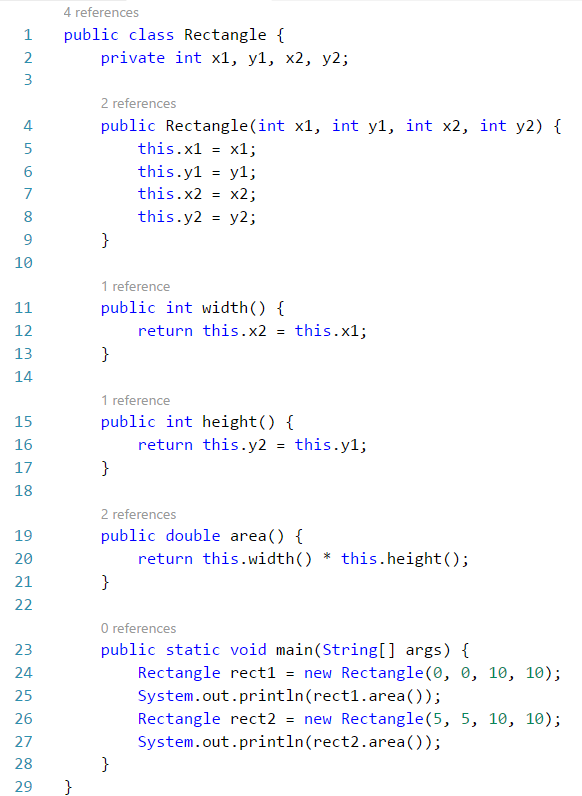 4 references
1 public class Rectangle {
2     private int x1, y1, x2, y2;
3
2 references
4     public Rectangle(int x1, int y1, int x2, int y2) {
5         this.x1 = x1;
6         this.y1 = y1;
7         this.x2 = x2;
8         this.y2 = y2;
9     }
10
1 reference
11     public int width() {
12         return this.x2 = this.x1;
13     }
14
1 reference
15     public int height() {
16         return this.y2 = this.y1;
17     }
18
2 references
19     public double area() {
20         return this.width() * this.height();
21     }
22
0 references
23     public static void main(String[] args) {
24         Rectangle rect1 = new Rectangle(0, 0, 10, 10);
25         System.out.println(rect1.area());
26         Rectangle rect2 = new Rectangle(5, 5, 10, 10);
27         System.out.println(rect2.area());
28     }
29 }